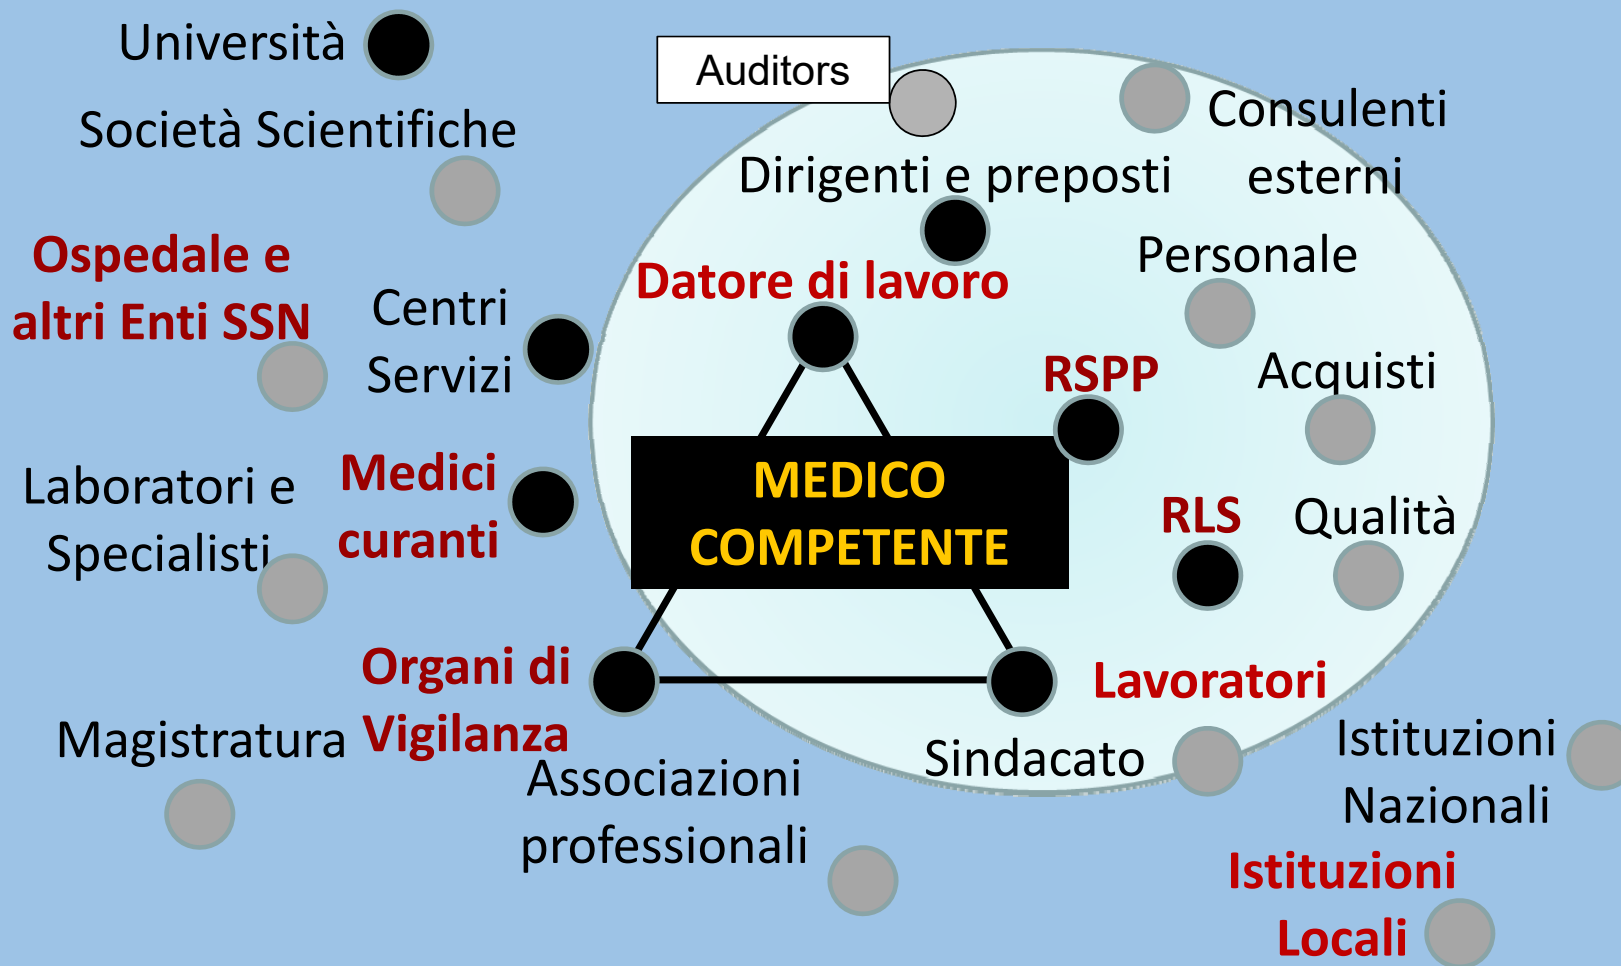 Università
Auditors
Società Scientifiche
Consulenti
esterni
Dirigenti e preposti
Ospedale e
altri Enti SSN
Personale
Datore di lavoro
Centri
Servizi
RSPP
Acquisti
Medici
curanti
MEDICO
COMPETENTE
Laboratori e
Specialisti
RLS
Qualità
Organi di
Vigilanza
Lavoratori
Magistratura
Sindacato
Istituzioni
Nazionali
Associazioni
professionali
Istituzioni
Locali